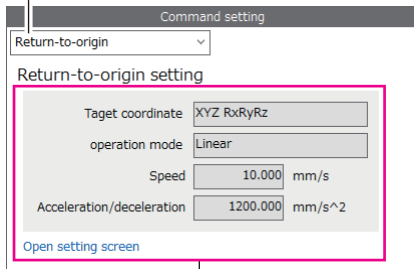 Command setting
Return-to-origin
Return-to-origin setting
Taget coordinate XYZ RxRyRz
operation mode Linear
Speed 10.000 mm/s
Acceleration/deceleration 1200.000 mm/s^2
Open setting screen